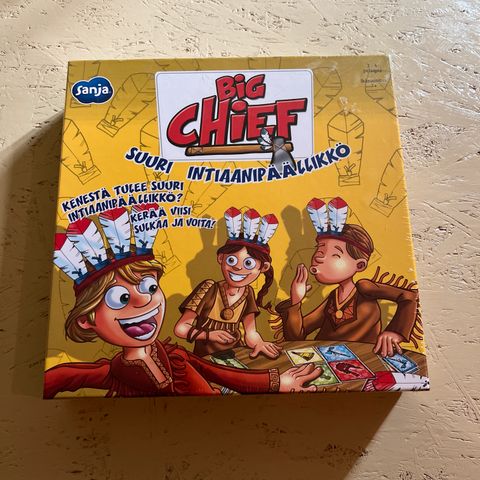 Sanja
BIG
CHIEF
SUURI INTIAANIPÄÄLLIKKÖ
KENESTÄ TULEE SUURI
INTIAANIPÄÄLLIKKÖ?
KERÄÄ VIISI
SULKAA JA VOITA!